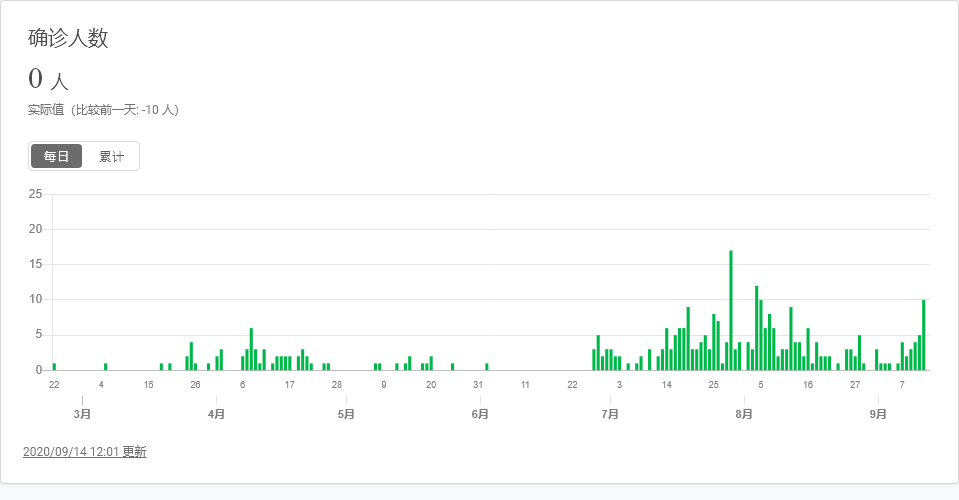 确诊人数
0 人
实际值（比较前一天: -10 人）
每日 累计
25
20
15
10
5
0
22 4 15 26 6 17 28 9 20 31 11 22 3 14 25 5 16 27 7
3月 4月 5月 6月 7月 8月 9月
2020/09/14 12:01 更新